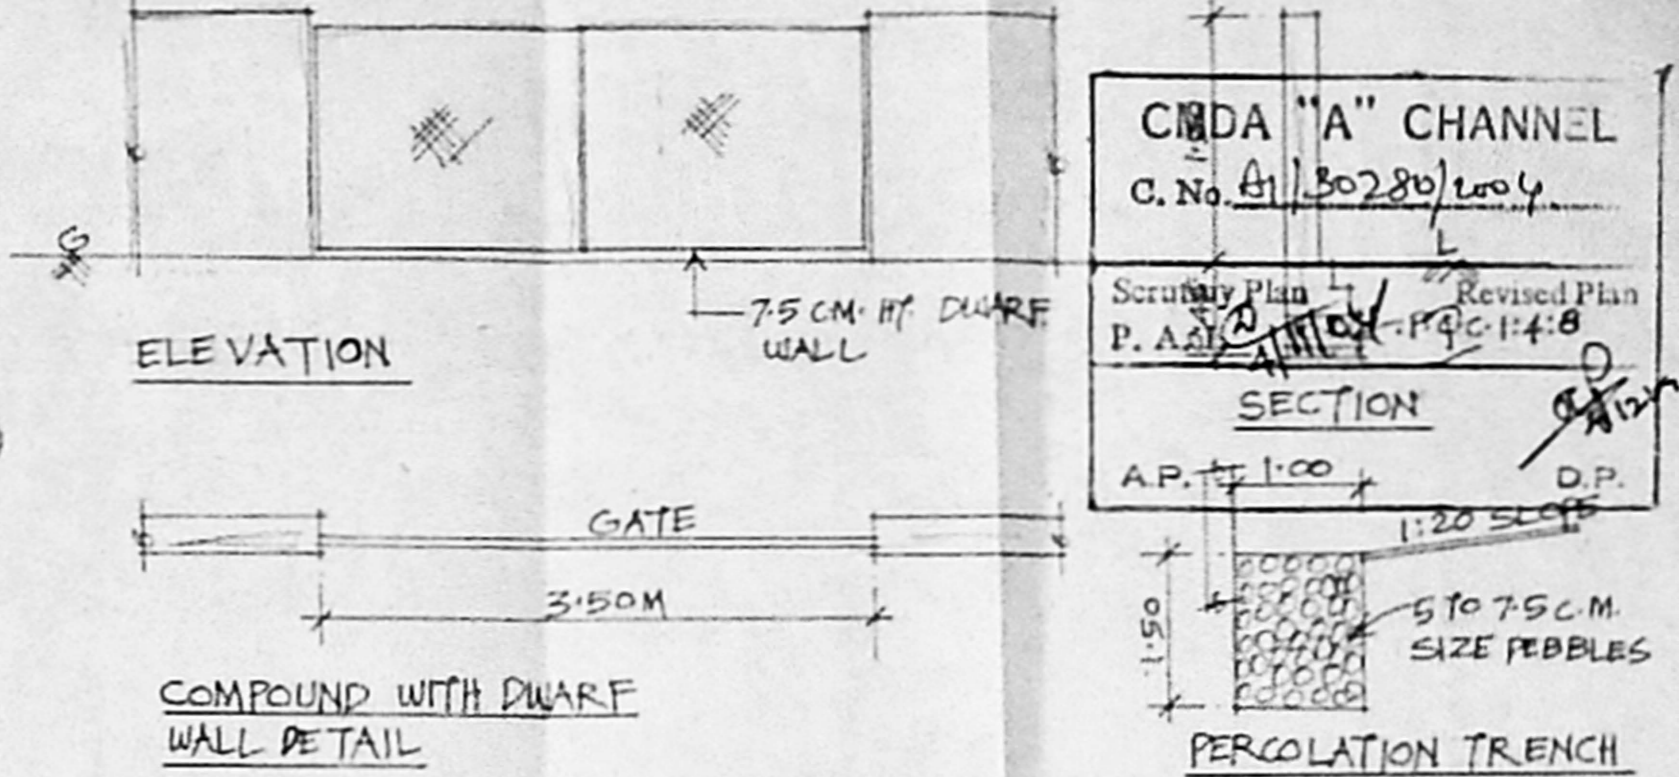 CMDA "A" CHANNEL
C. No. A1/30280/2004
GL
7.5 CM. HT. DWARF
WALL
ELEVATION
Scrutiny Plan
Revised Plan
P.C.C. 1:4:8
SECTION
A.P.
D.P.
1.00
1:20 SLOPE
GATE
3.50M
1.50
5 TO 7.5 C.M.
SIZE PEBBLES
COMPOUND WITH DWARF
WALL DETAIL
PERCOLATION TRENCH